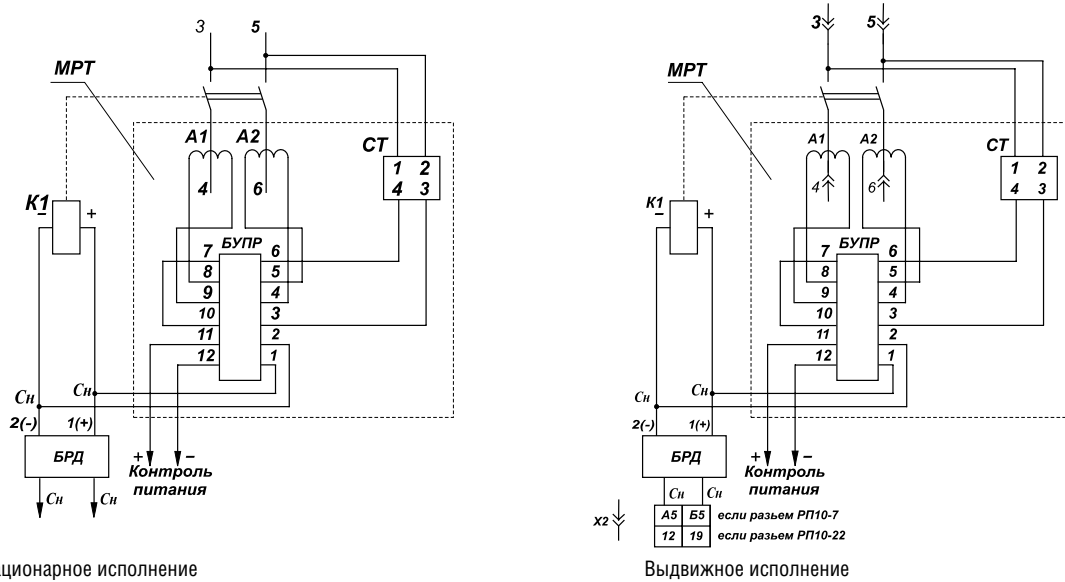 3 5
МРТ
А1 А2 СТ
1 2
4 3
4 6
К1
– +
БУПР
7 6
8 5
9 4
10 3
11 2
12 1
Сн Сн
2(-) 1(+)
БРД
+ –
Контроль
питания
Сн Сн
ационарное исполнение
3 5
МРТ
А1 А2 СТ
1 2
4 3
4 6
К1
– +
БУПР
7 6
8 5
9 4
10 3
11 2
12 1
Сн Сн
2(-) 1(+)
БРД
+ –
Контроль
питания
Сн Сн
X2
А5 Б5 если разьем РП10-7
12 19 если разьем РП10-22
Выдвижное исполнение